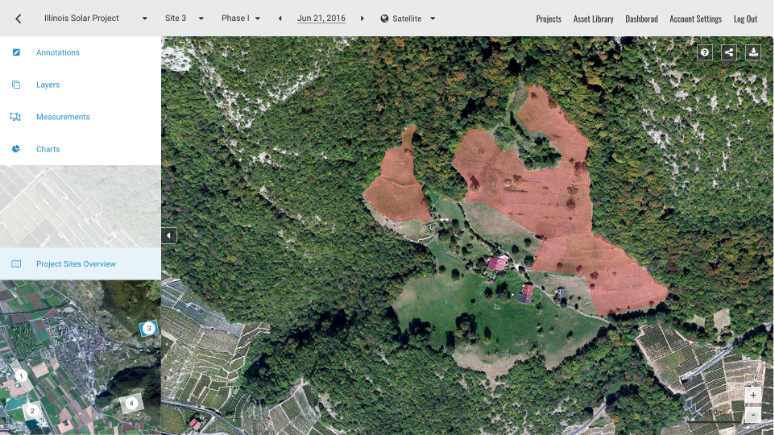 Illinois Solar Project Site 3 Phase I Jun 21, 2016 Satellite Projects Asset Library Dashborad Account Settings Log Out
Annotations
Layers
Measurements
Charts
Project Sites Overview
3
1
4
2
?
+
-